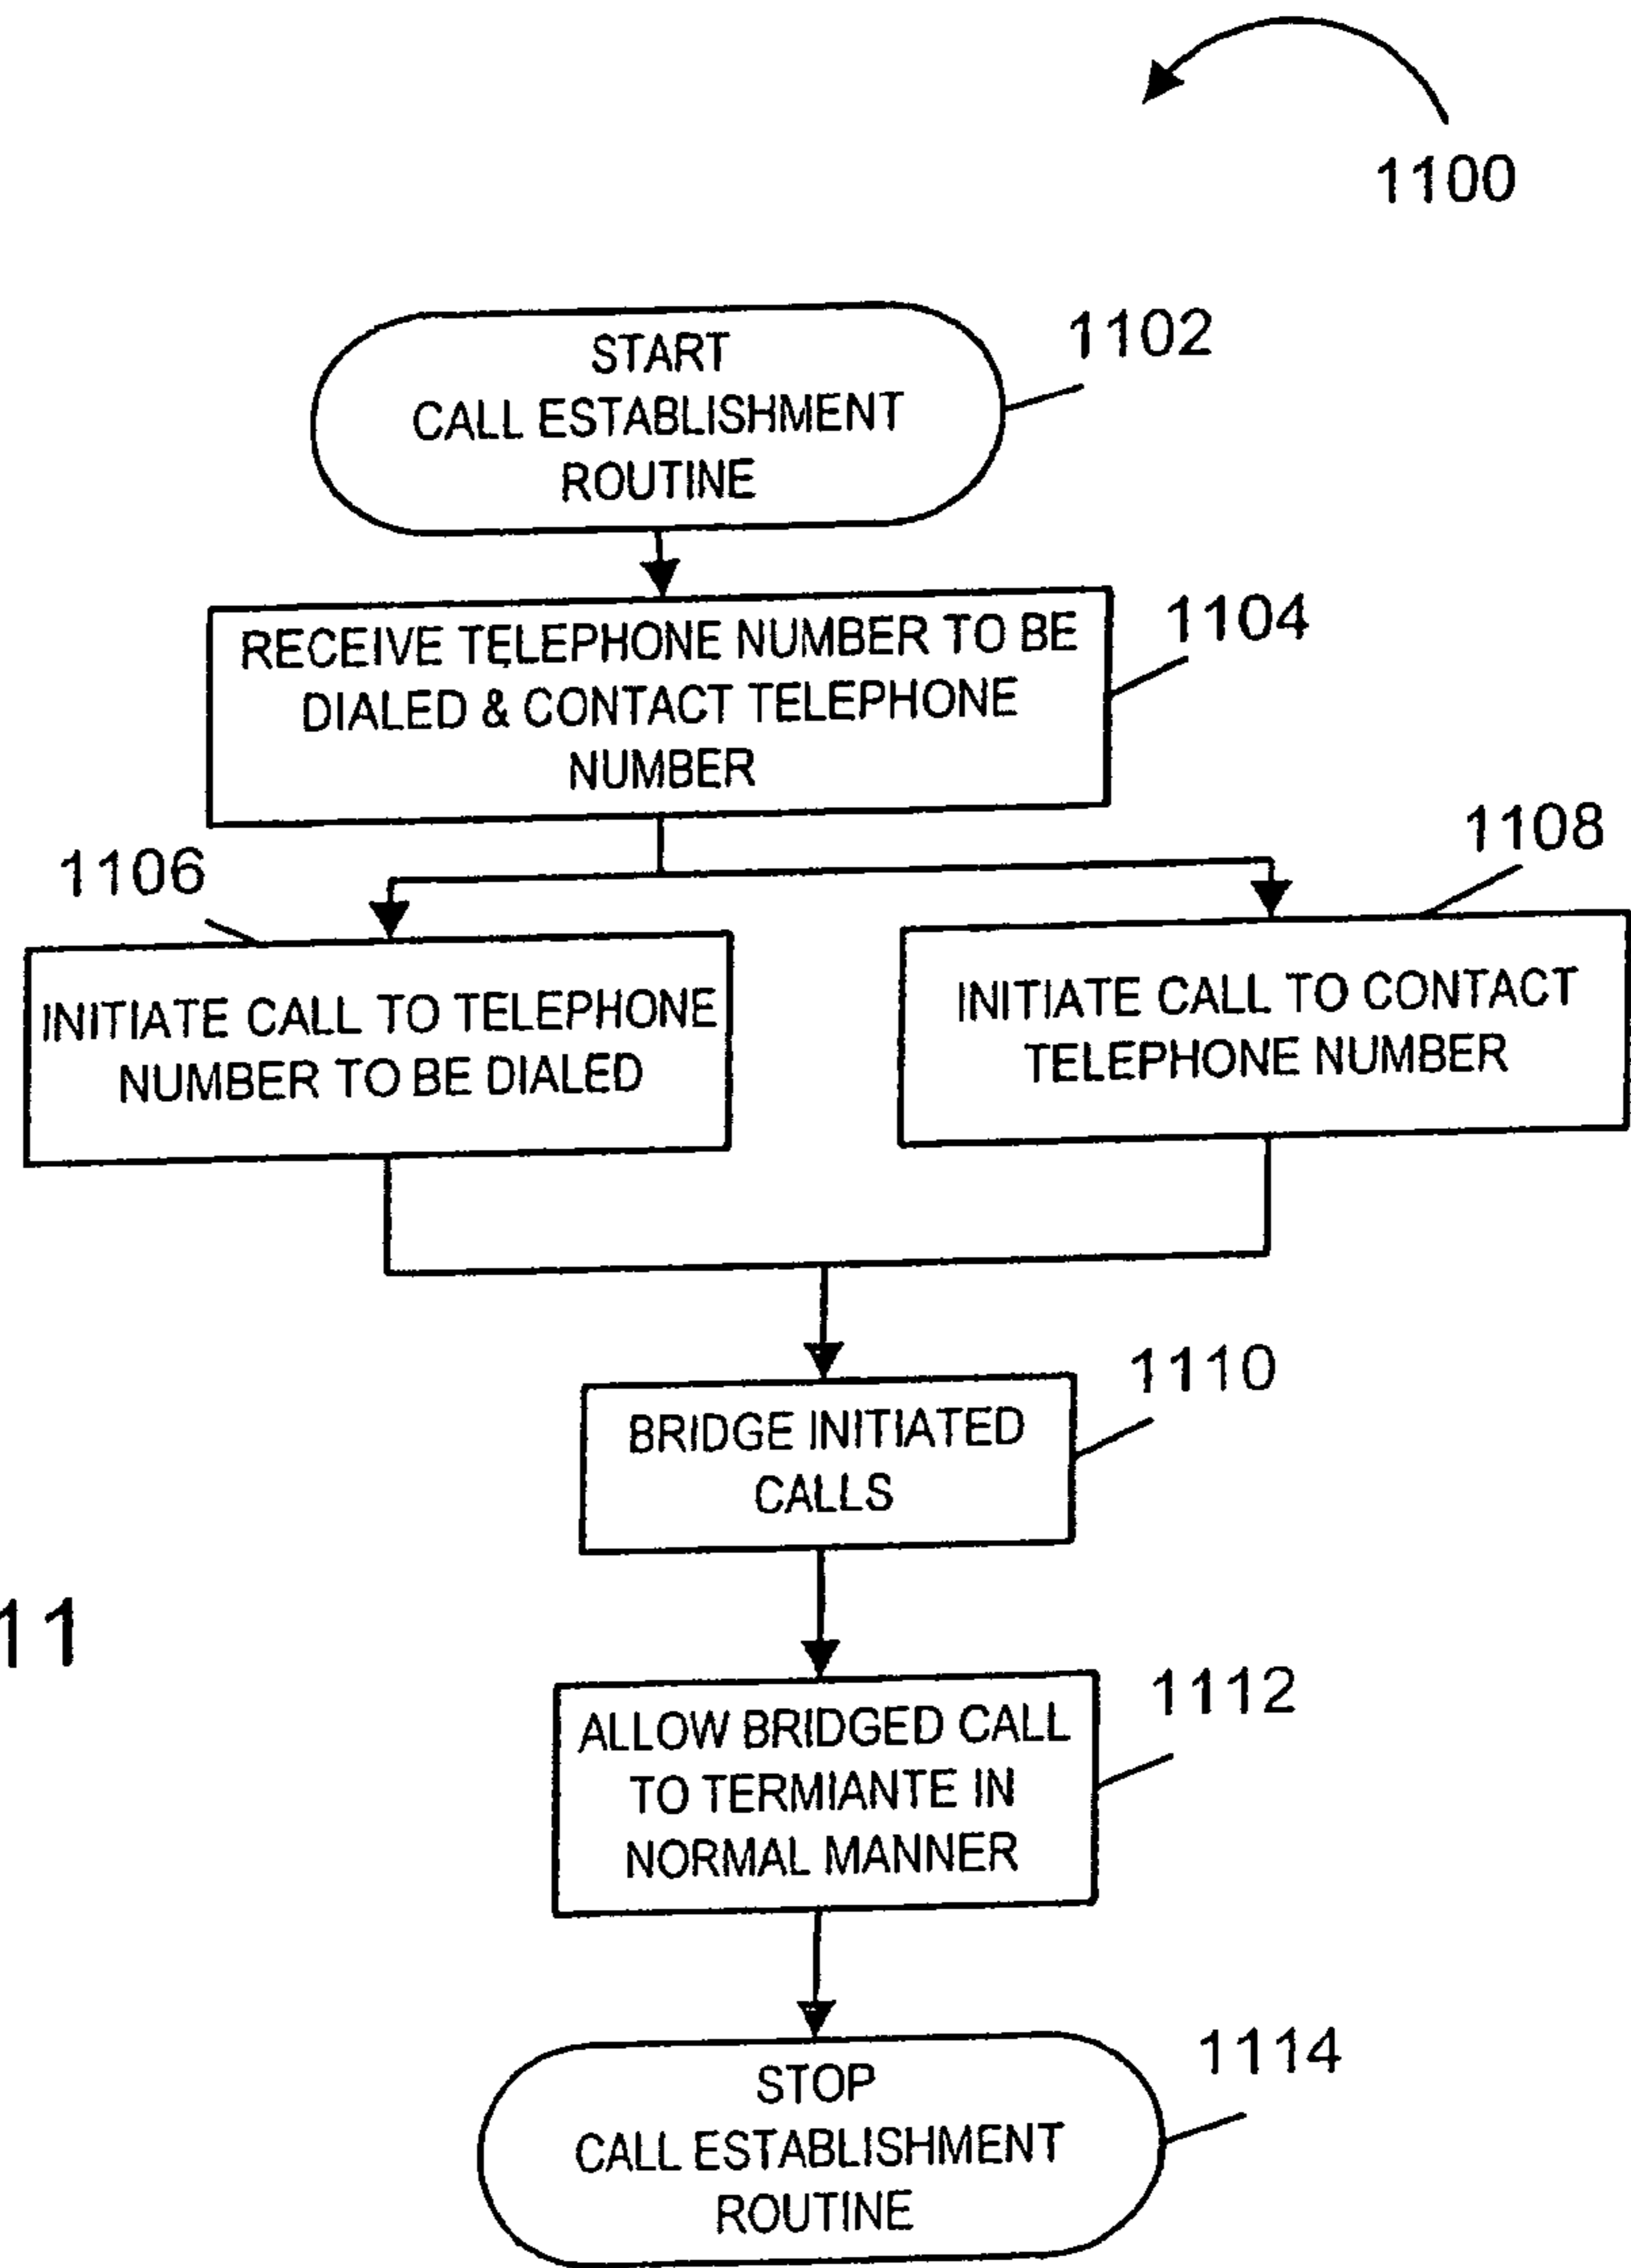 1100
1102
START
CALL ESTABLISHMENT
ROUTINE
1104
RECEIVE TELEPHONE NUMBER TO BE
DIALED & CONTACT TELEPHONE
NUMBER
1106
1108
INITIATE CALL TO TELEPHONE
NUMBER TO BE DIALED
INITIATE CALL TO CONTACT
TELEPHONE NUMBER
1110
BRIDGE INITIATED
CALLS
11
1112
ALLOW BRIDGED CALL
TO TERMIANTE IN
NORMAL MANNER
1114
STOP
CALL ESTABLISHMENT
ROUTINE